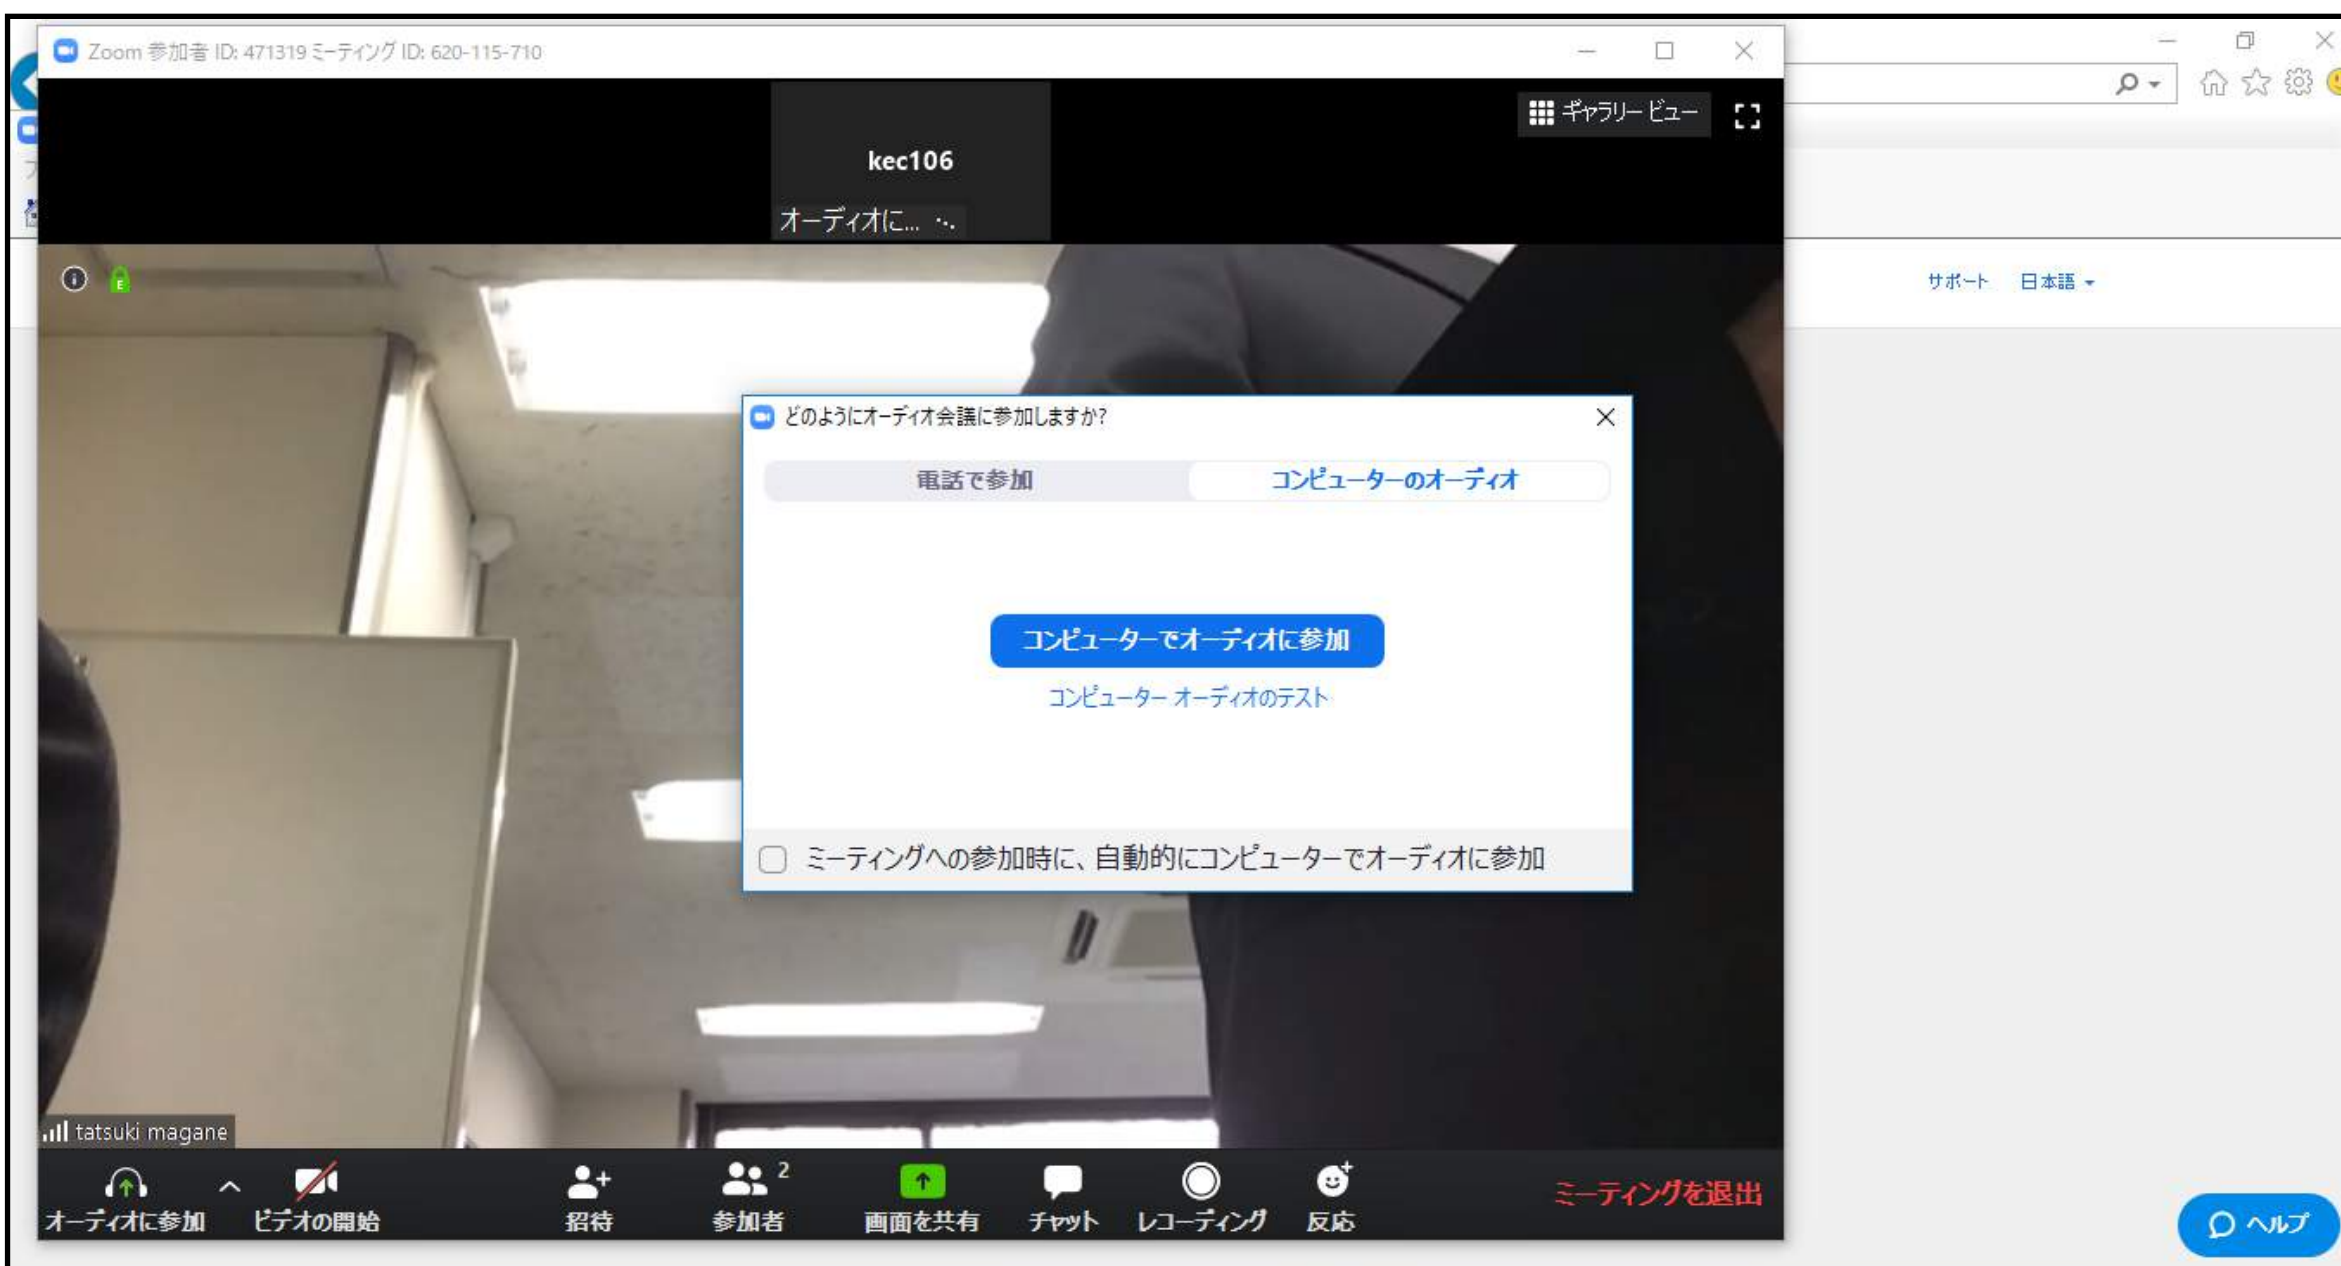 Zoom 参加者 ID: 471319 ミーティング ID: 620-115-710
ギャラリー ビュー
kec106
オーディオに...
サポート 日本語
どのようにオーディオ会議に参加しますか?
電話で参加 コンピューターのオーディオ
コンピューターでオーディオに参加
コンピューター オーディオのテスト
ミーティングへの参加時に、自動的にコンピューターでオーディオに参加
tatsuki magane
2
オーディオに参加 ビデオの開始 招待 参加者 画面を共有 チャット レコーディング 反応 ミーティングを退出
ヘルプ